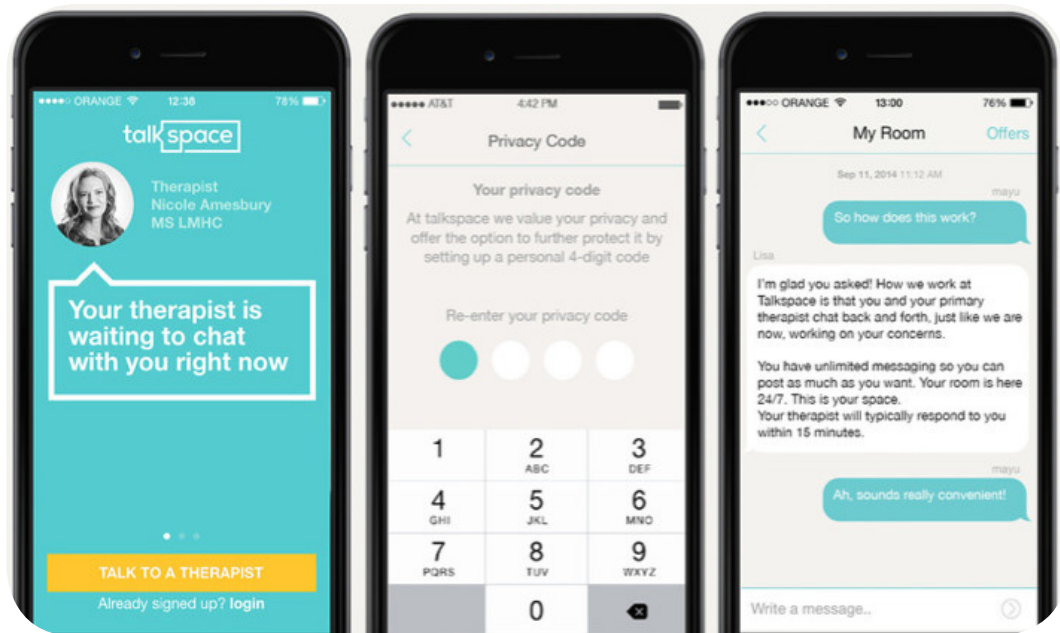 ORANGE 12:38 78%
talkspace
Therapist
Nicole Amesbury
MS LMHC
Your therapist is
waiting to chat
with you right now
TALK TO A THERAPIST
Already signed up? login
AT&T 4:42 PM
Privacy Code
Your privacy code
At talkspace we value your privacy and
offer the option to further protect it by
setting up a personal 4-digit code
Re-enter your privacy code
1 2 3
ABC DEF
4 5 6
GHI JKL MNO
7 8 9
PQRS TUV WXYZ
0
ORANGE 13:00 76%
My Room Offers
Sep 11, 2014 11:12 AM
mayu
So how does this work?
Lisa
I'm glad you asked! How we work at
Talkspace is that you and your primary
therapist chat back and forth, just like we are
now, working on your concerns.
You have unlimited messaging so you can
post as much as you want. Your room is here
24/7. This is your space.
Your therapist will typically respond to you
within 15 minutes.
mayu
Ah, sounds really convenient!
Write a message..